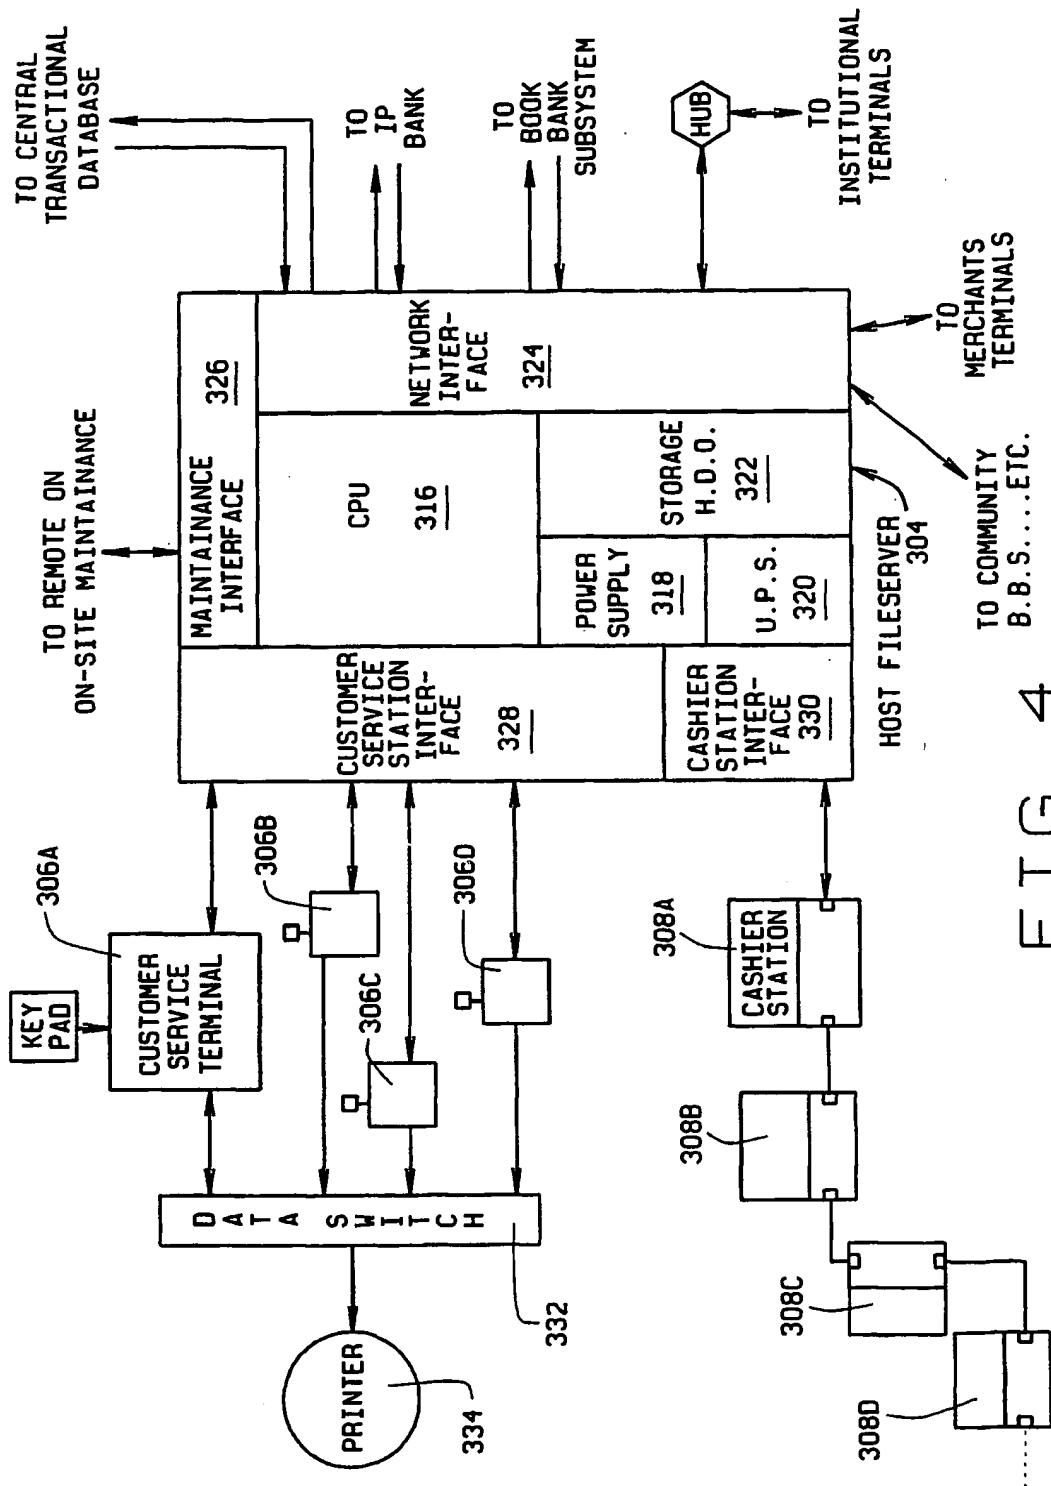 TO REMOTE ON
ON-SITE MAINTAINANCE
TO CENTRAL
TRANSACTIONAL
DATABASE
306A
KEY
PAD
CUSTOMER
SERVICE
TERMINAL
306B
306C
306D
DATA SWITCH
332
PRINTER
334
MAINTAINANCE
INTERFACE
326
CUSTOMER
SERVICE
STATION
INTER-
FACE
328
CPU
316
NETWORK
INTER-
FACE
324
TO
IP
BANK
TO
BOOK
BANK
SUBSYSTEM
HUB
TO
INSTITUTIONAL
TERMINALS
POWER
SUPPLY
318
U.P.S.
320
STORAGE
H.D.O.
322
CASHIER
STATION
INTER-
FACE
330
308A
CASHIER
STATION
308B
308C
308D
HOST FILESERVER
304
TO COMMUNITY
B.B.S....ETC.
TO
MERCHANTS
TERMINALS
FIG 4